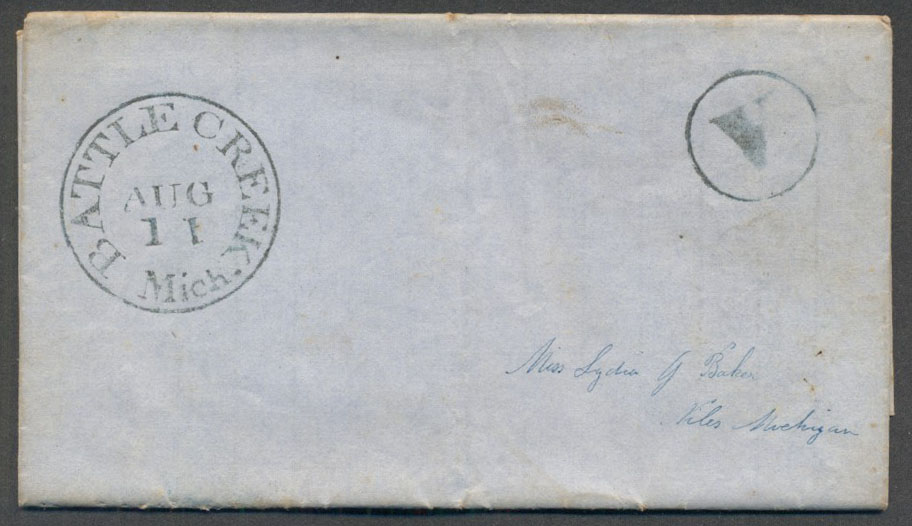 BATTLE CREEK
AUG
11
Mich.
Miss Lydia G Baker
Niles Michigan